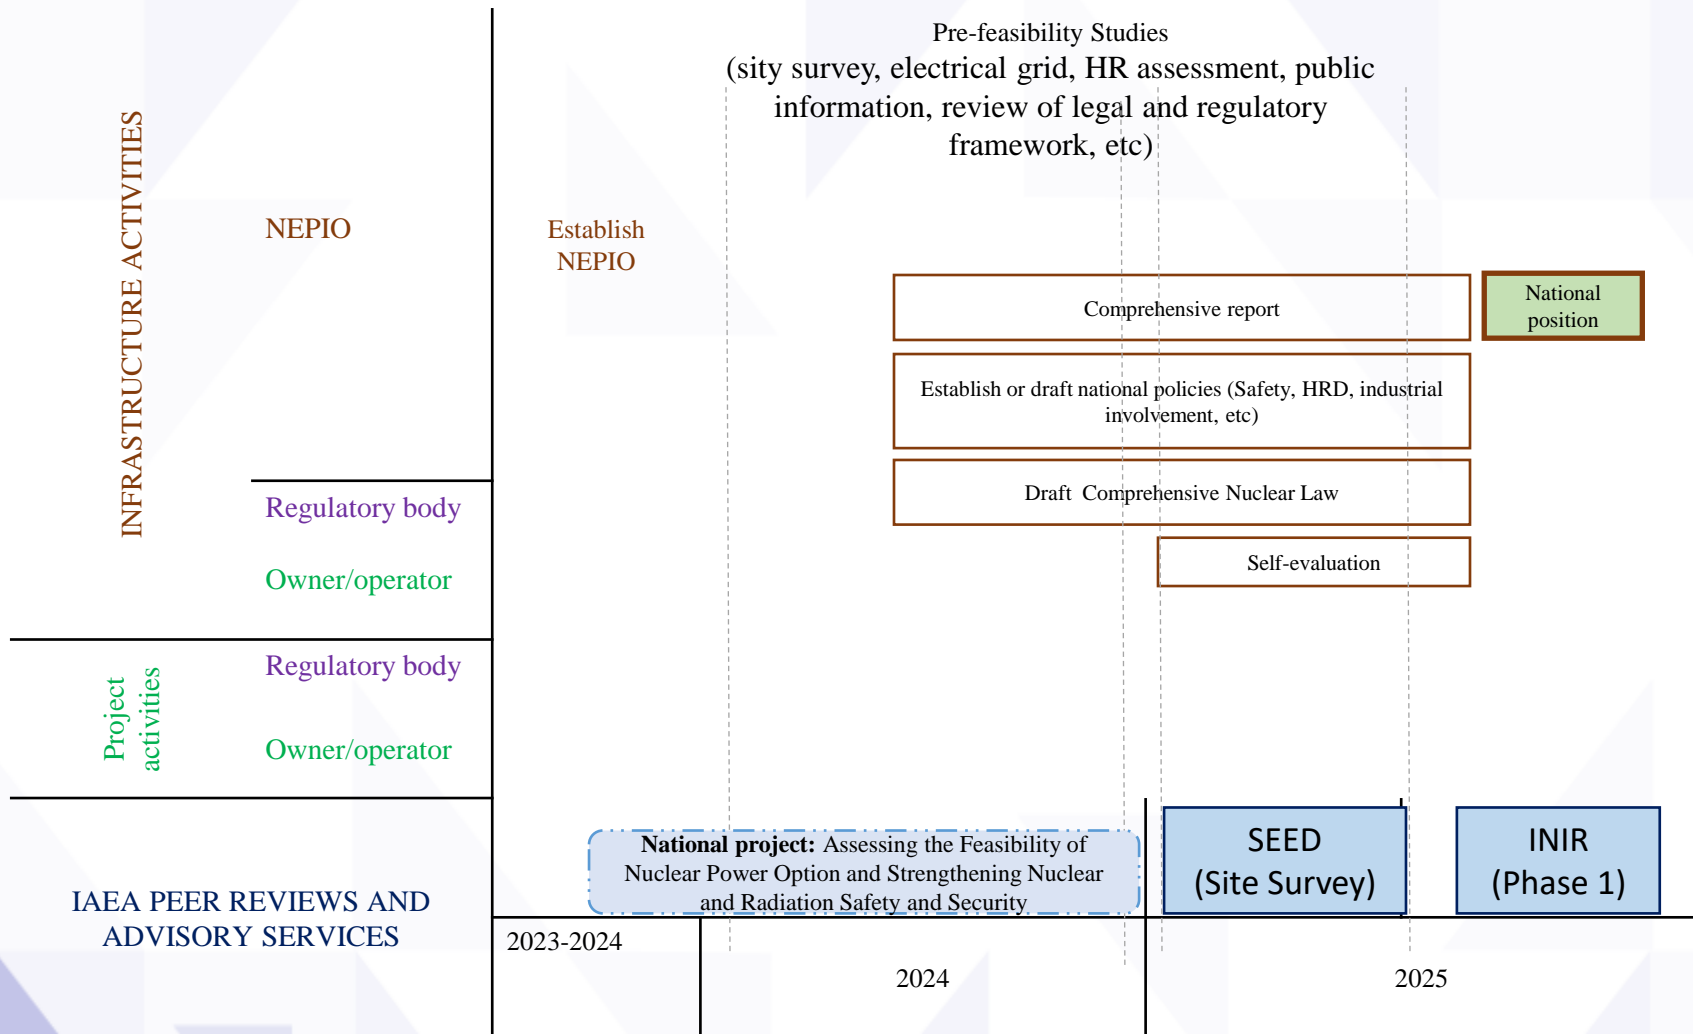 Pre-feasibility Studies
(sity survey, electrical grid, HR assessment, public
information, review of legal and regulatory
framework, etc)
INFRASTRUCTURE ACTIVITIES
NEPIO
Establish
NEPIO
Comprehensive report
National
position
Establish or draft national policies (Safety, HRD, industrial
involvement, etc)
Draft Comprehensive Nuclear Law
Regulatory body
Self-evaluation
Owner/operator
Project
activities
Regulatory body
Owner/operator
IAEA PEER REVIEWS AND
ADVISORY SERVICES
National project: Assessing the Feasibility of
Nuclear Power Option and Strengthening Nuclear
and Radiation Safety and Security
SEED
(Site Survey)
INIR
(Phase 1)
2023-2024
2024
2025